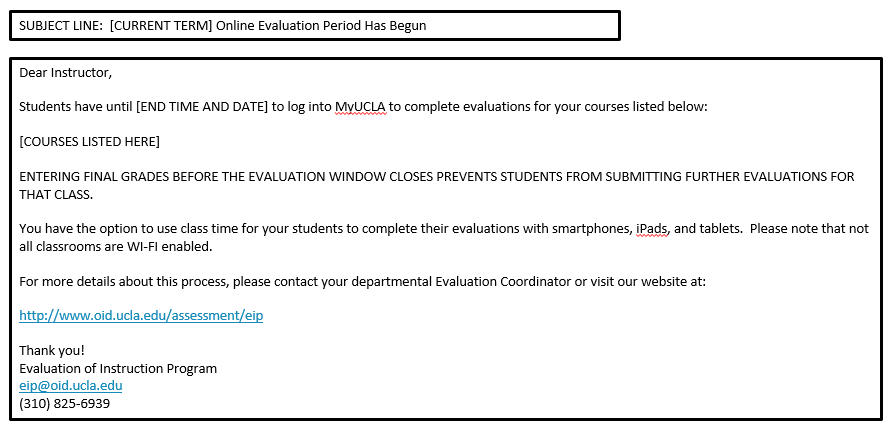 SUBJECT LINE:  [CURRENT TERM] Online Evaluation Period Has Begun
Dear Instructor,
Students have until [END TIME AND DATE] to log into MyUCLA to complete evaluations for your courses listed below:
[COURSES LISTED HERE]
ENTERING FINAL GRADES BEFORE THE EVALUATION WINDOW CLOSES PREVENTS STUDENTS FROM SUBMITTING FURTHER EVALUATIONS FOR
THAT CLASS.
You have the option to use class time for your students to complete their evaluations with smartphones, iPads, and tablets.  Please note that not
all classrooms are WI-FI enabled.
For more details about this process, please contact your departmental Evaluation Coordinator or visit our website at:
http://www.oid.ucla.edu/assessment/eip
Thank you!
Evaluation of Instruction Program
eip@oid.ucla.edu
(310) 825-6939